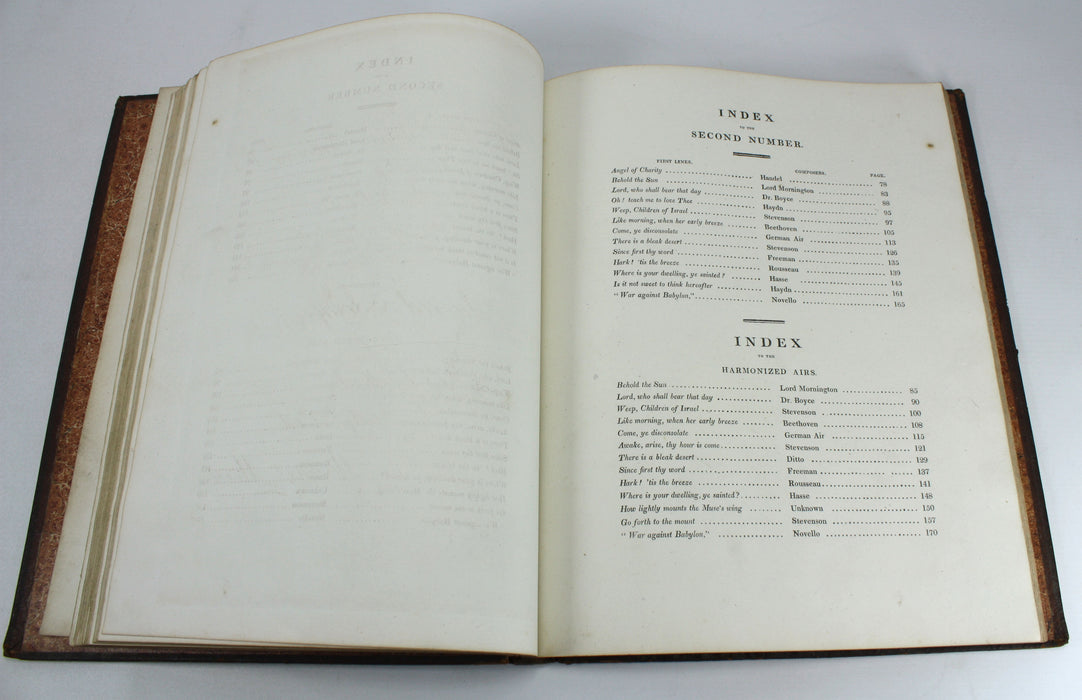 INDEX
TO THE
SECOND NUMBER.
FIRST LINES. COMPOSERS. PAGE.
Angel of Charity Handel 78
Behold the Sun Lord Mornington 83
Lord, who shall bear that day Dr. Boyce 88
Oh! teach me to love Thee Haydn 95
Weep, Children of Israel Stevenson 97
Like morning, when her early breeze Beethoven 105
Come, ye disconsolate German Air 113
There is a bleak desert Stevenson 126
Since first thy word Freeman 135
Hark! 'tis the breeze Rousseau 139
Where is your dwelling, ye sainted? Hasse 145
Is it not sweet to think hereafter Haydn 161
"War against Babylon," Novello 165
INDEX
TO THE
HARMONIZED AIRS.
Behold the Sun Lord Mornington 85
Lord, who shall bear that day Dr. Boyce 90
Weep, Children of Israel Stevenson 100
Like morning, when her early breeze Beethoven 108
Come, ye disconsolate German Air 115
Awake, arise, thy hour is come Stevenson 121
There is a bleak desert Ditto 129
Since first thy word Freeman 137
Hark! 'tis the breeze Rousseau 141
Where is your dwelling, ye sainted? Hasse 148
How lightly mounts the Muse's wing Unknown 150
Go forth to the mount Stevenson 157
"War against Babylon," Novello 170